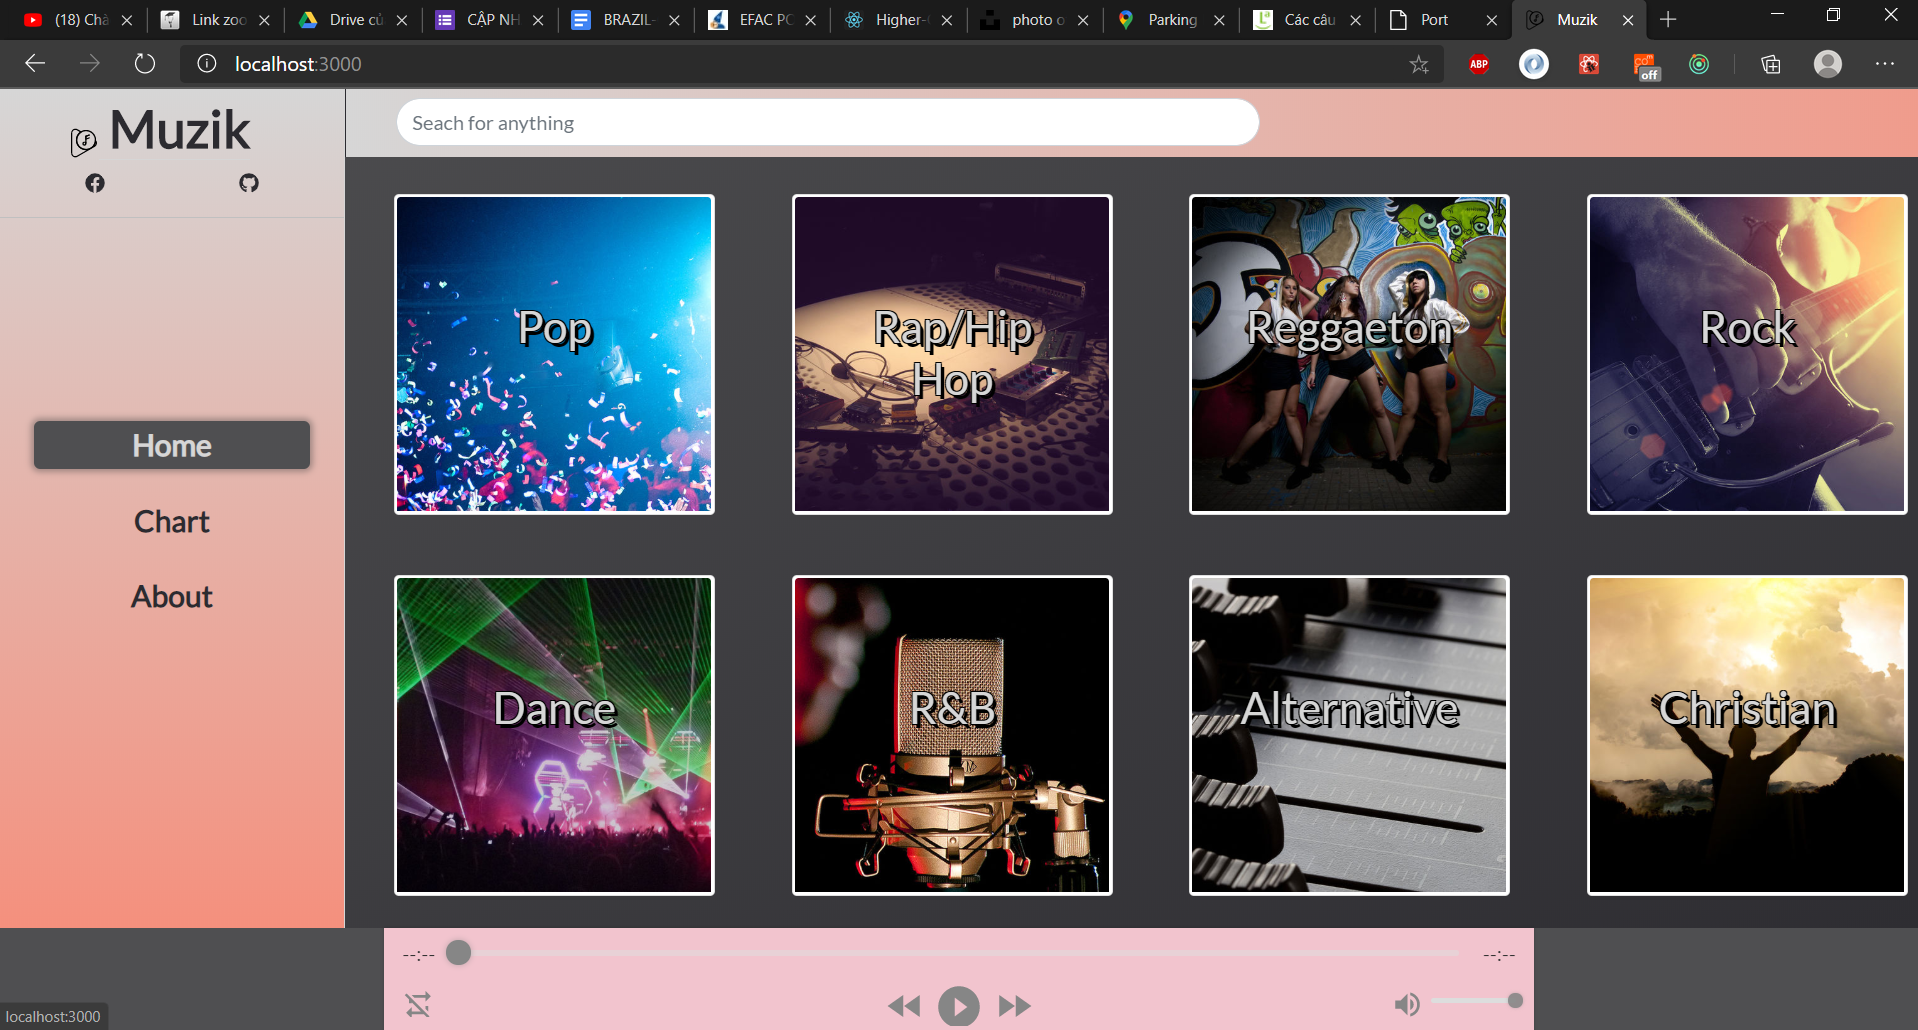 (18) Chà
Link zoo
Drive củ
CẬP NH
BRAZIL-
EFAC PC
Higher-
photo o
Parking
Các câu
Port
Muzik
localhost:3000
ABP
off
Muzik
Seach for anything
Home
Chart
About
Pop
Rap/Hip
Hop
Reggaeton
Rock
Dance
R&B
Alternative
Christian
--:--
--:--
localhost:3000